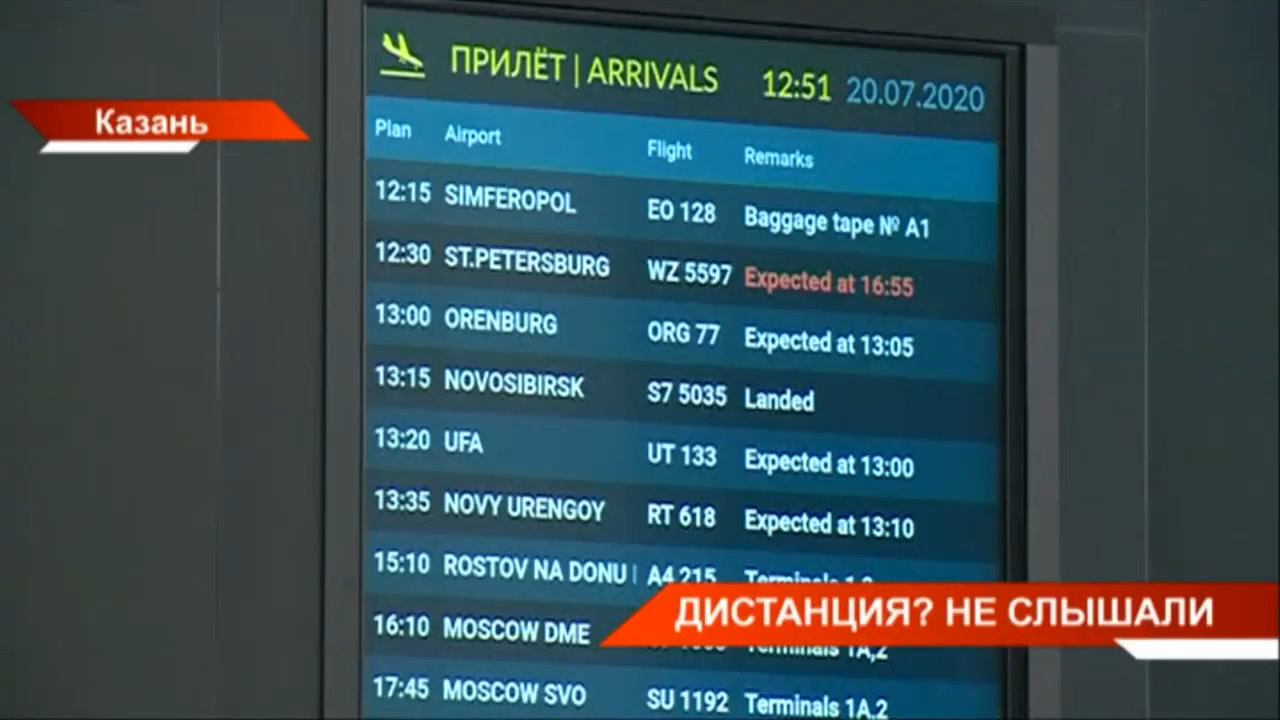 ПРИЛЁТ | ARRIVALS 12:51 20.07.2020
Казань
Plan Airport Flight Remarks
12:15 SIMFEROPOL EO 128 Baggage tape № A1
12:30 ST.PETERSBURG WZ 5597 Expected at 16:55
13:00 ORENBURG ORG 77 Expected at 13:05
13:15 NOVOSIBIRSK S7 5035 Landed
13:20 UFA UT 133 Expected at 13:00
13:35 NOVY URENGOY RT 618 Expected at 13:10
15:10 ROSTOV NA DONU A4 215 Terminals
ДИСТАНЦИЯ? НЕ СЛЫШАЛИ
16:10 MOSCOW DME Terminals 1A,2
17:45 MOSCOW SVO SU 1192 Terminals 1A,2